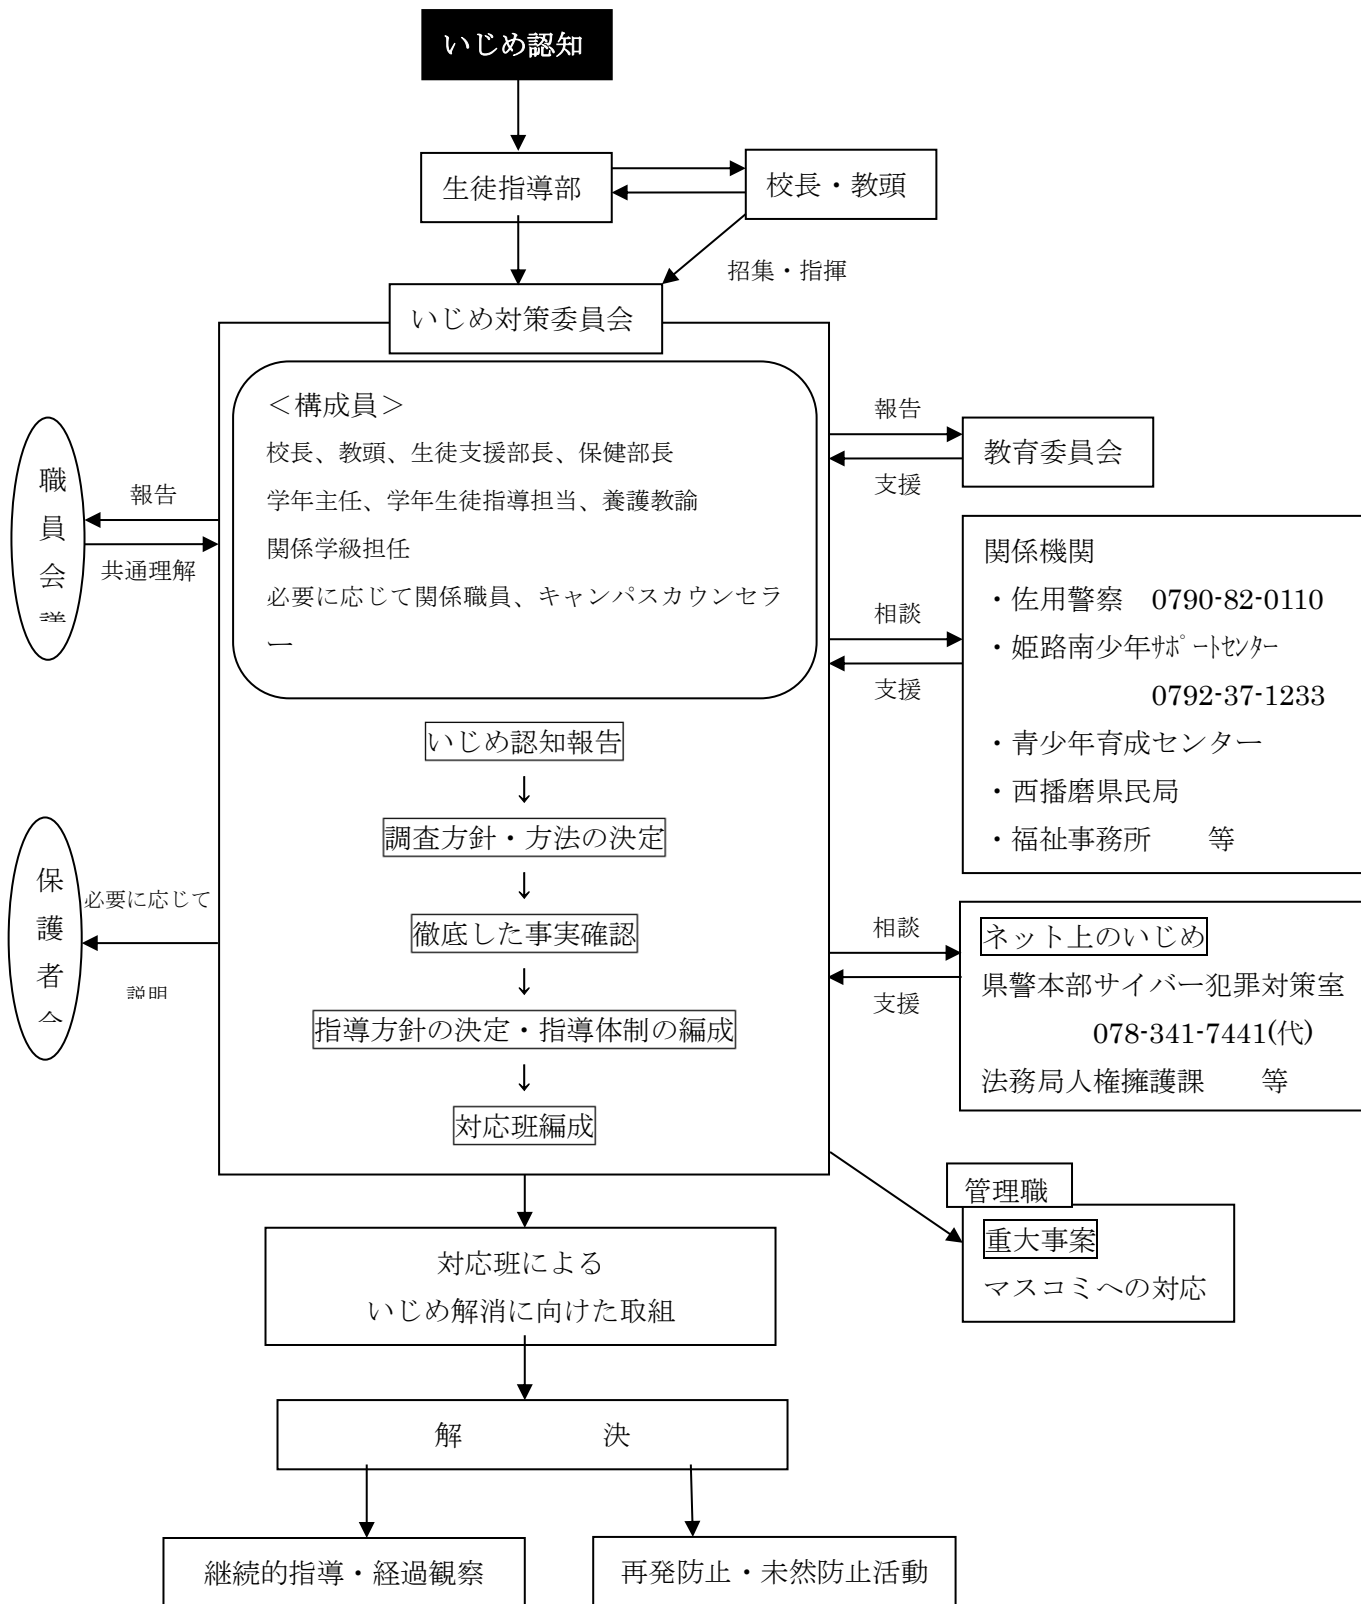 いじめ認知
生徒指導部
校長・教頭
招集・指揮
いじめ対策委員会
＜構成員＞
校長、教頭、生徒支援部長、保健部長
学年主任、学年生徒指導担当、養護教諭
関係学級担任
必要に応じて関係職員、キャンパスカウンセラ
ー
職員会議
報告
共通理解
報告
教育委員会
支援
関係機関
・佐用警察　0790-82-0110
・姫路南少年ｻﾎﾟｰﾄｾﾝﾀｰ
0792-37-1233
・青少年育成センター
・西播磨県民局
・福祉事務所　　等
相談
支援
いじめ認知報告
↓
調査方針・方法の決定
↓
徹底した事実確認
↓
指導方針の決定・指導体制の編成
↓
対応班編成
保護者会
必要に応じて
説明
相談
支援
ネット上のいじめ
県警本部サイバー犯罪対策室
078-341-7441(代)
法務局人権擁護課　　等
管理職
重大事案
マスコミへの対応
対応班による
いじめ解消に向けた取組
解　　　　　決
継続的指導・経過観察
再発防止・未然防止活動